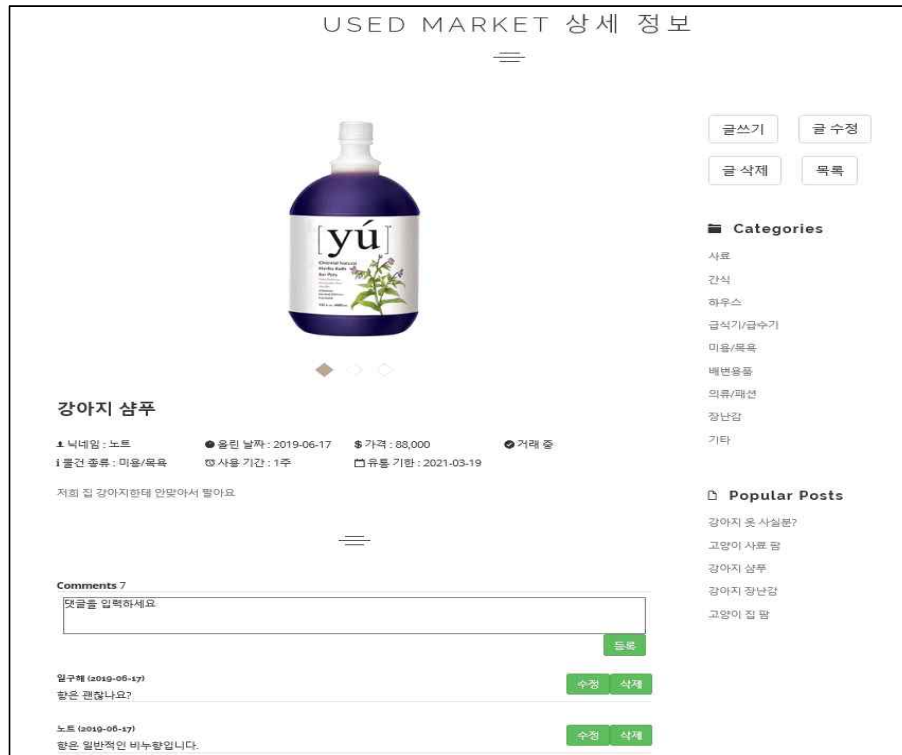 USED MARKET 상세 정보
글쓰기
글 수정
글 삭제
목록
[yú]
Oriental Natural
Herbs Bath
for Pets
Categories
사료
간식
하우스
급식기/급수기
미용/목욕
배변용품
의류/패션
장난감
기타
강아지 샴푸
닉네임 : 노트
올린 날짜 : 2019-06-17
$ 가격 : 88,000
거래 중
i 물건 종류 : 미용/목욕
사용 기간 : 1주
유통 기한 : 2021-03-19
저희 집 강아지한테 안맞아서 팔아요
Popular Posts
강아지 옷 사실분?
고양이 사료 팜
강아지 샴푸
강아지 장난감
고양이 집 팜
Comments 7
댓글을 입력하세요
등록
일구해 (2019-06-17)
향은 괜찮나요?
수정
삭제
노트 (2019-06-17)
향은 일반적인 비누향입니다.
수정
삭제